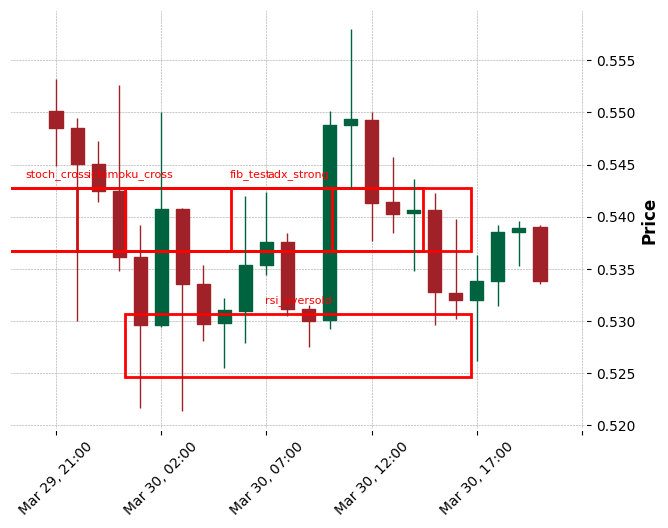 0.555
0.550
0.545
0.540
0.535
0.530
0.525
0.520
Price
stoch_cross
fib_test
adx_strong
rsi_oversold
Mar 29, 21:00
Mar 30, 02:00
Mar 30, 07:00
Mar 30, 12:00
Mar 30, 17:00